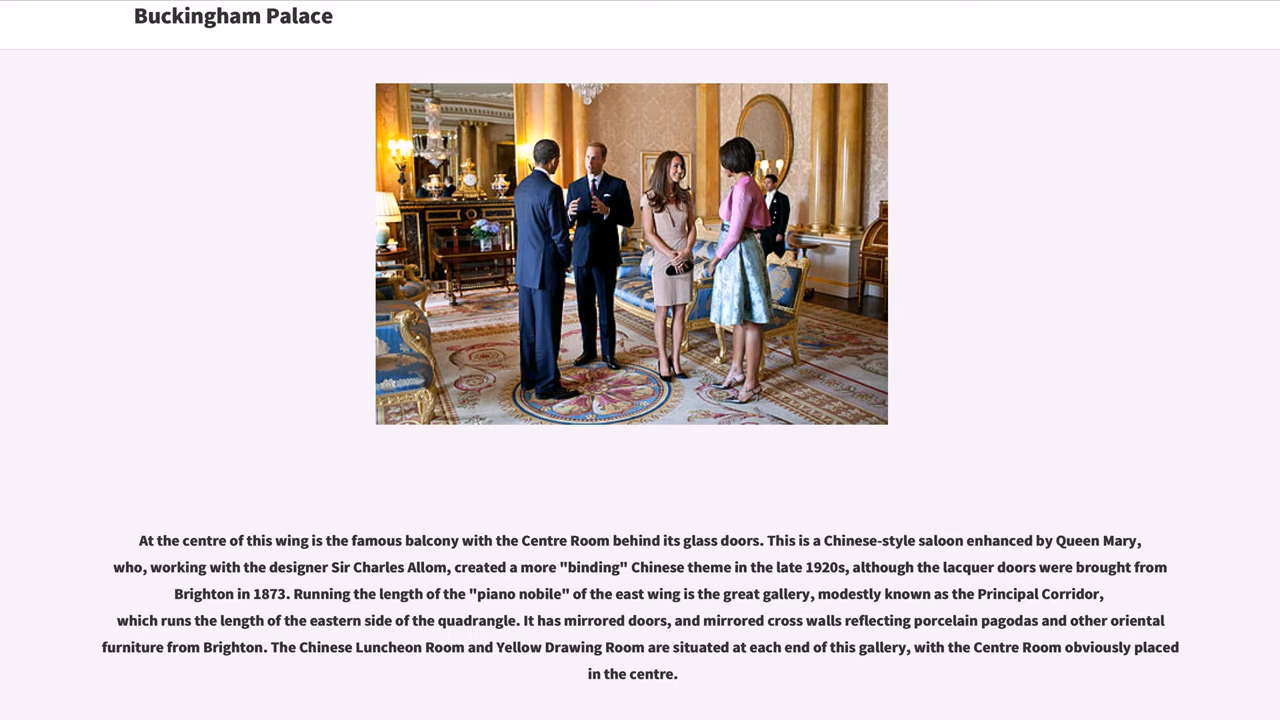 Buckingham Palace
At the centre of this wing is the famous balcony with the Centre Room behind its glass doors. This is a Chinese-style saloon enhanced by Queen Mary,
who, working with the designer Sir Charles Allom, created a more "binding" Chinese theme in the late 1920s, although the lacquer doors were brought from
Brighton in 1873. Running the length of the "piano nobile" of the east wing is the great gallery, modestly known as the Principal Corridor,
which runs the length of the eastern side of the quadrangle. It has mirrored doors, and mirrored cross walls reflecting porcelain pagodas and other oriental
furniture from Brighton. The Chinese Luncheon Room and Yellow Drawing Room are situated at each end of this gallery, with the Centre Room obviously placed
in the centre.